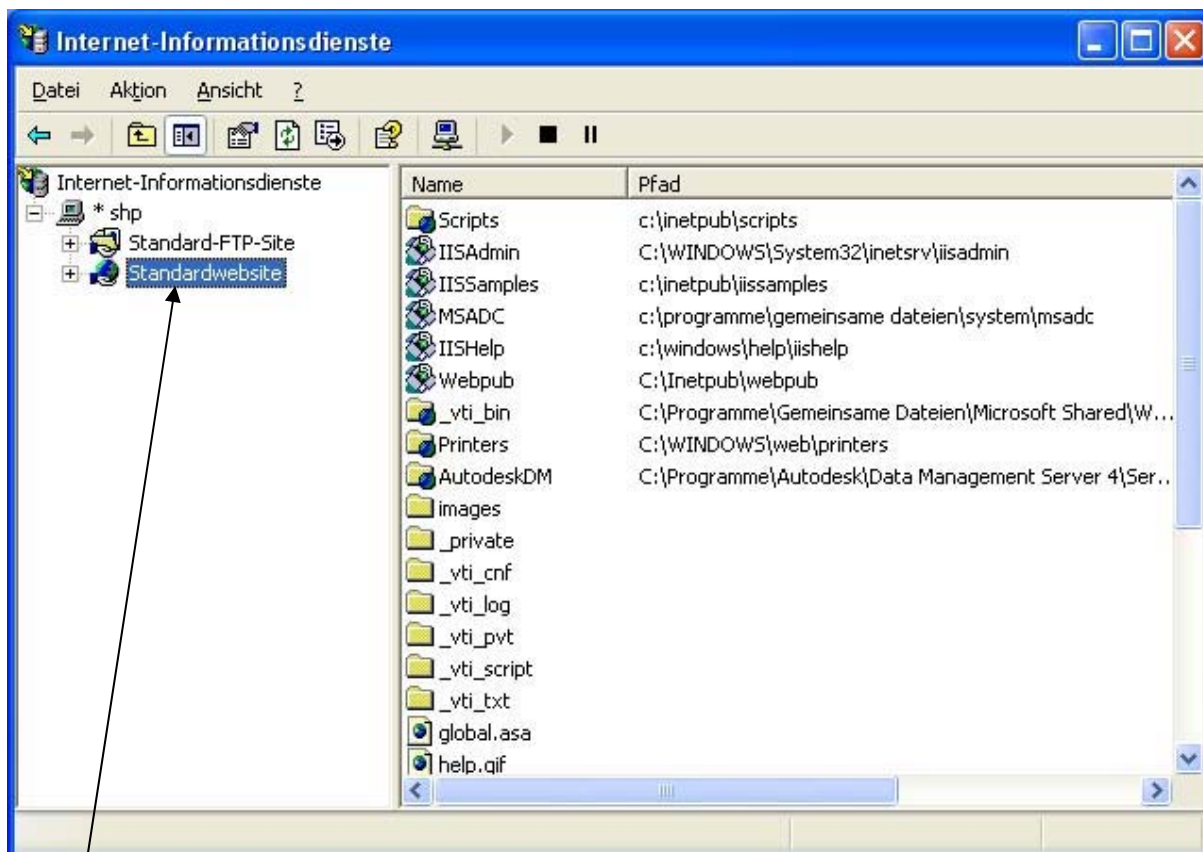 Internet-Informationsdienste
Datei Aktion Ansicht ?
Internet-Informationsdienste
* shp
Standard-FTP-Site
Standardwebsite
Name Pfad
Scripts c:\inetpub\scripts
IISAdmin C:\WINDOWS\System32\inetsrv\iisadmin
IISSamples c:\inetpub\iissamples
MSADC c:\programme\gemeinsame dateien\system\msadc
IISHelp c:\windows\help\iishelp
Webpub C:\Inetpub\webpub
_vti_bin C:\Programme\Gemeinsame Dateien\Microsoft Shared\W...
Printers C:\WINDOWS\web\printers
AutodeskDM C:\Programme\Autodesk\Data Management Server 4\Ser...
images
_private
_vti_cnf
_vti_log
_vti_pvt
_vti_script
_vti_txt
global.asa
help.gif